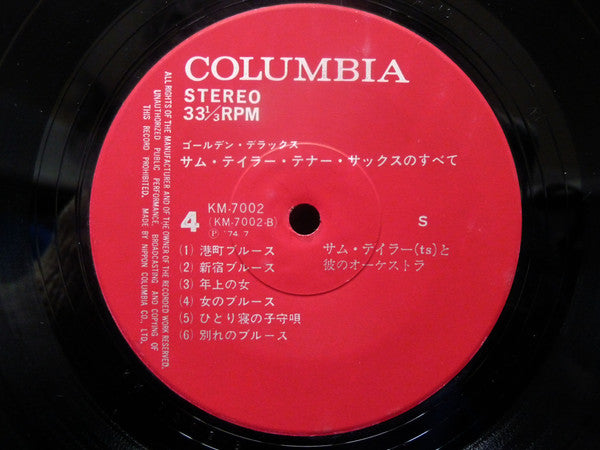 COLUMBIA
STEREO
33⅓RPM
ゴールデン・デラックス
サム・テイラー・テナー・サックスのすべて
4
KM-7002
(KM-7002-B)
Ⓟ '74.7
S
(1) 港町ブルース
(2) 新宿ブルース
(3) 年上の女
(4) 女のブルース
(5) ひとり寝の子守唄
(6) 別れのブルース
サム・テイラー(ts)と
彼のオーケストラ
ALL RIGHTS OF THE MANUFACTURER AND OF THE OWNER OF THE RECORDED WORK RESERVED.
UNAUTHORIZED PUBLIC PERFORMANCE, BROADCASTING AND COPYING OF
THIS RECORD PROHIBITED. MADE BY NIPPON COLUMBIA CO., LTD.